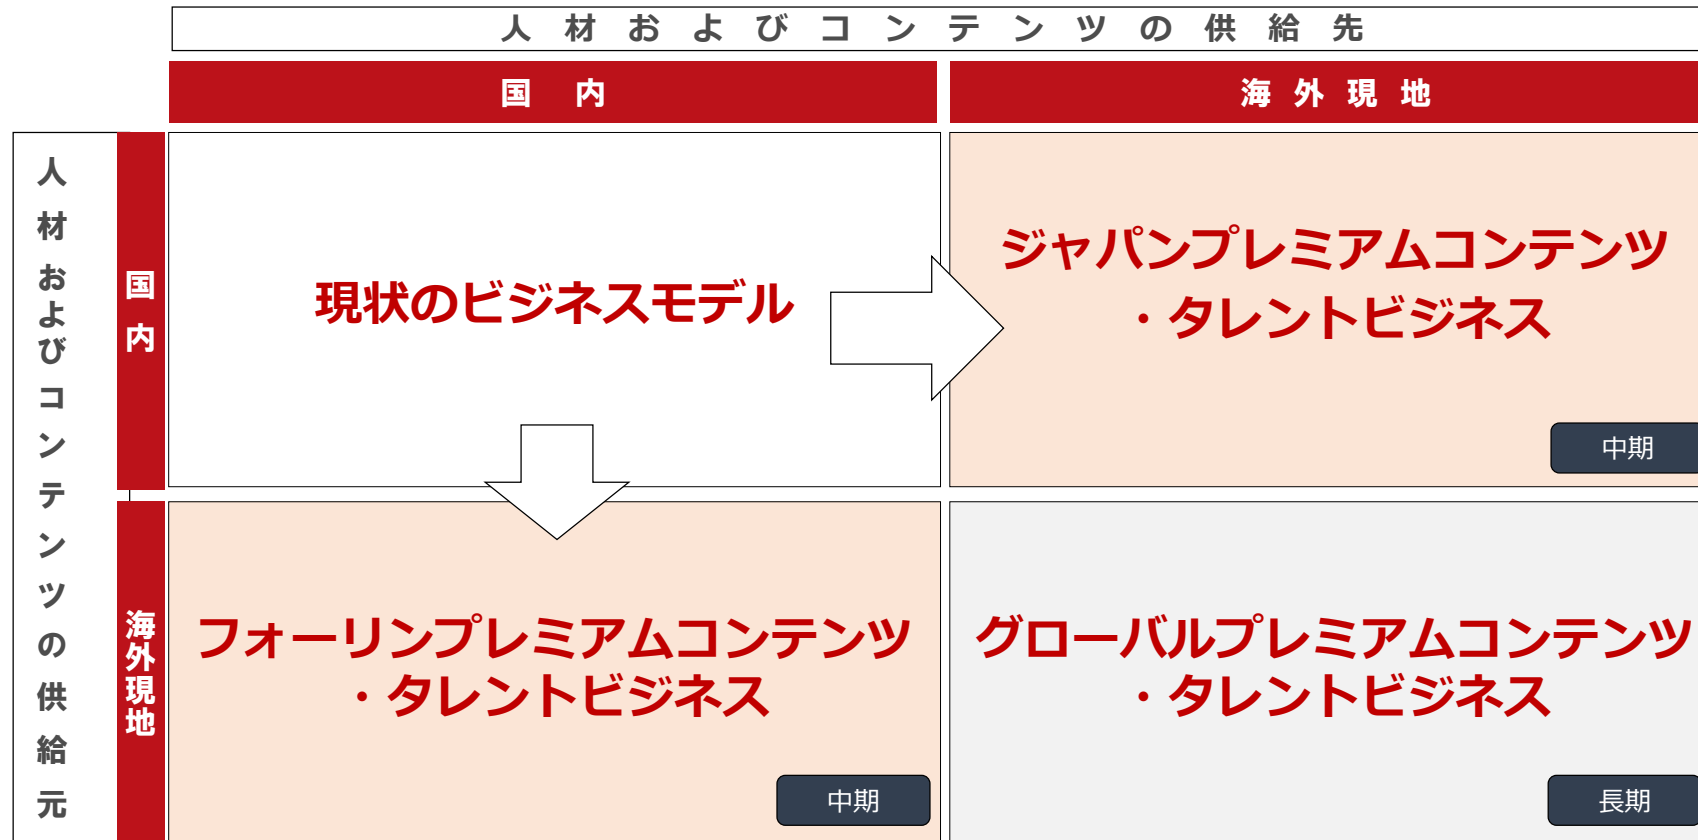 人材およびコンテンツの供給先
国内
海外現地
人材およびコンテンツの供給元
国内
現状のビジネスモデル
ジャパンプレミアムコンテンツ
・タレントビジネス
中期
海外現地
フォーリンプレミアムコンテンツ
・タレントビジネス
中期
グローバルプレミアムコンテンツ
・タレントビジネス
長期